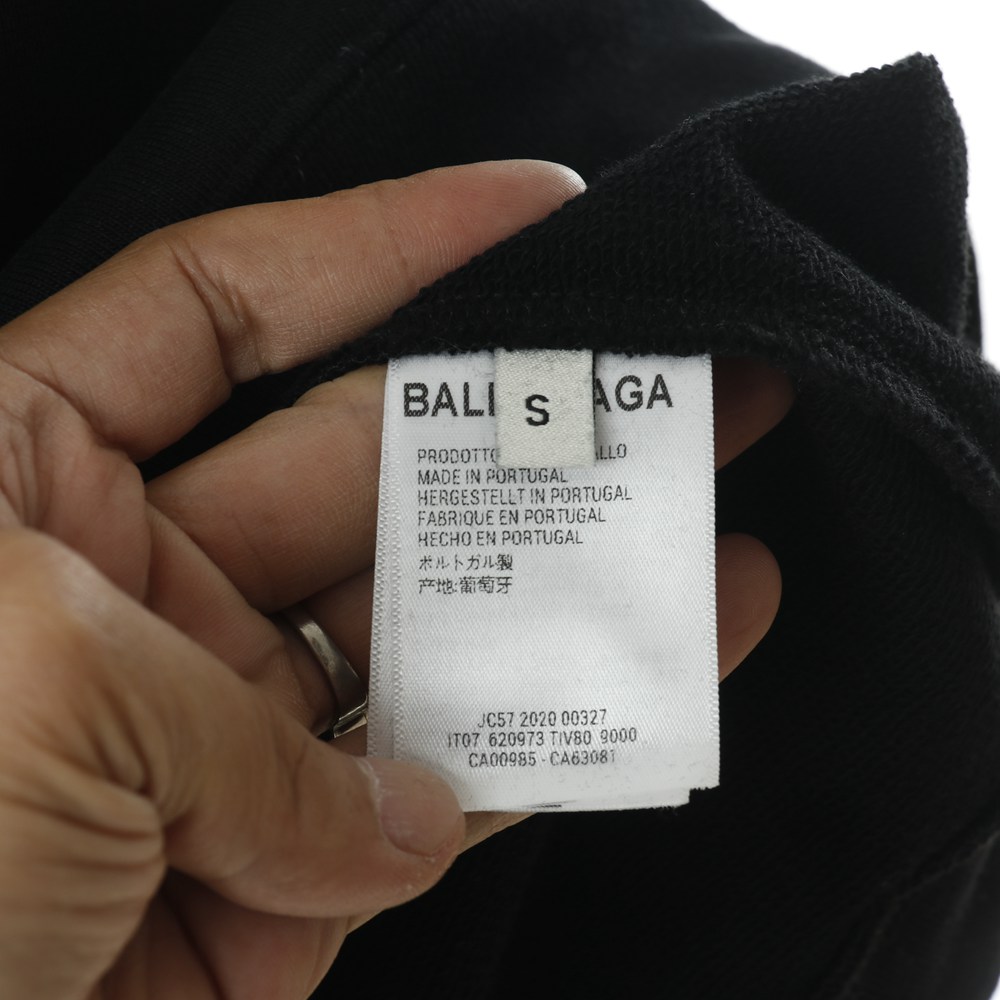 BAL AGA
S
PRODOTTO ALLO
MADE IN PORTUGAL
HERGESTELLT IN PORTUGAL
FABRIQUE EN PORTUGAL
HECHO EN PORTUGAL
ポルトガル製
产地:葡萄牙
JC57 2020 00327
IT07 620973 TIV80 9000
CA00985 - CA63081